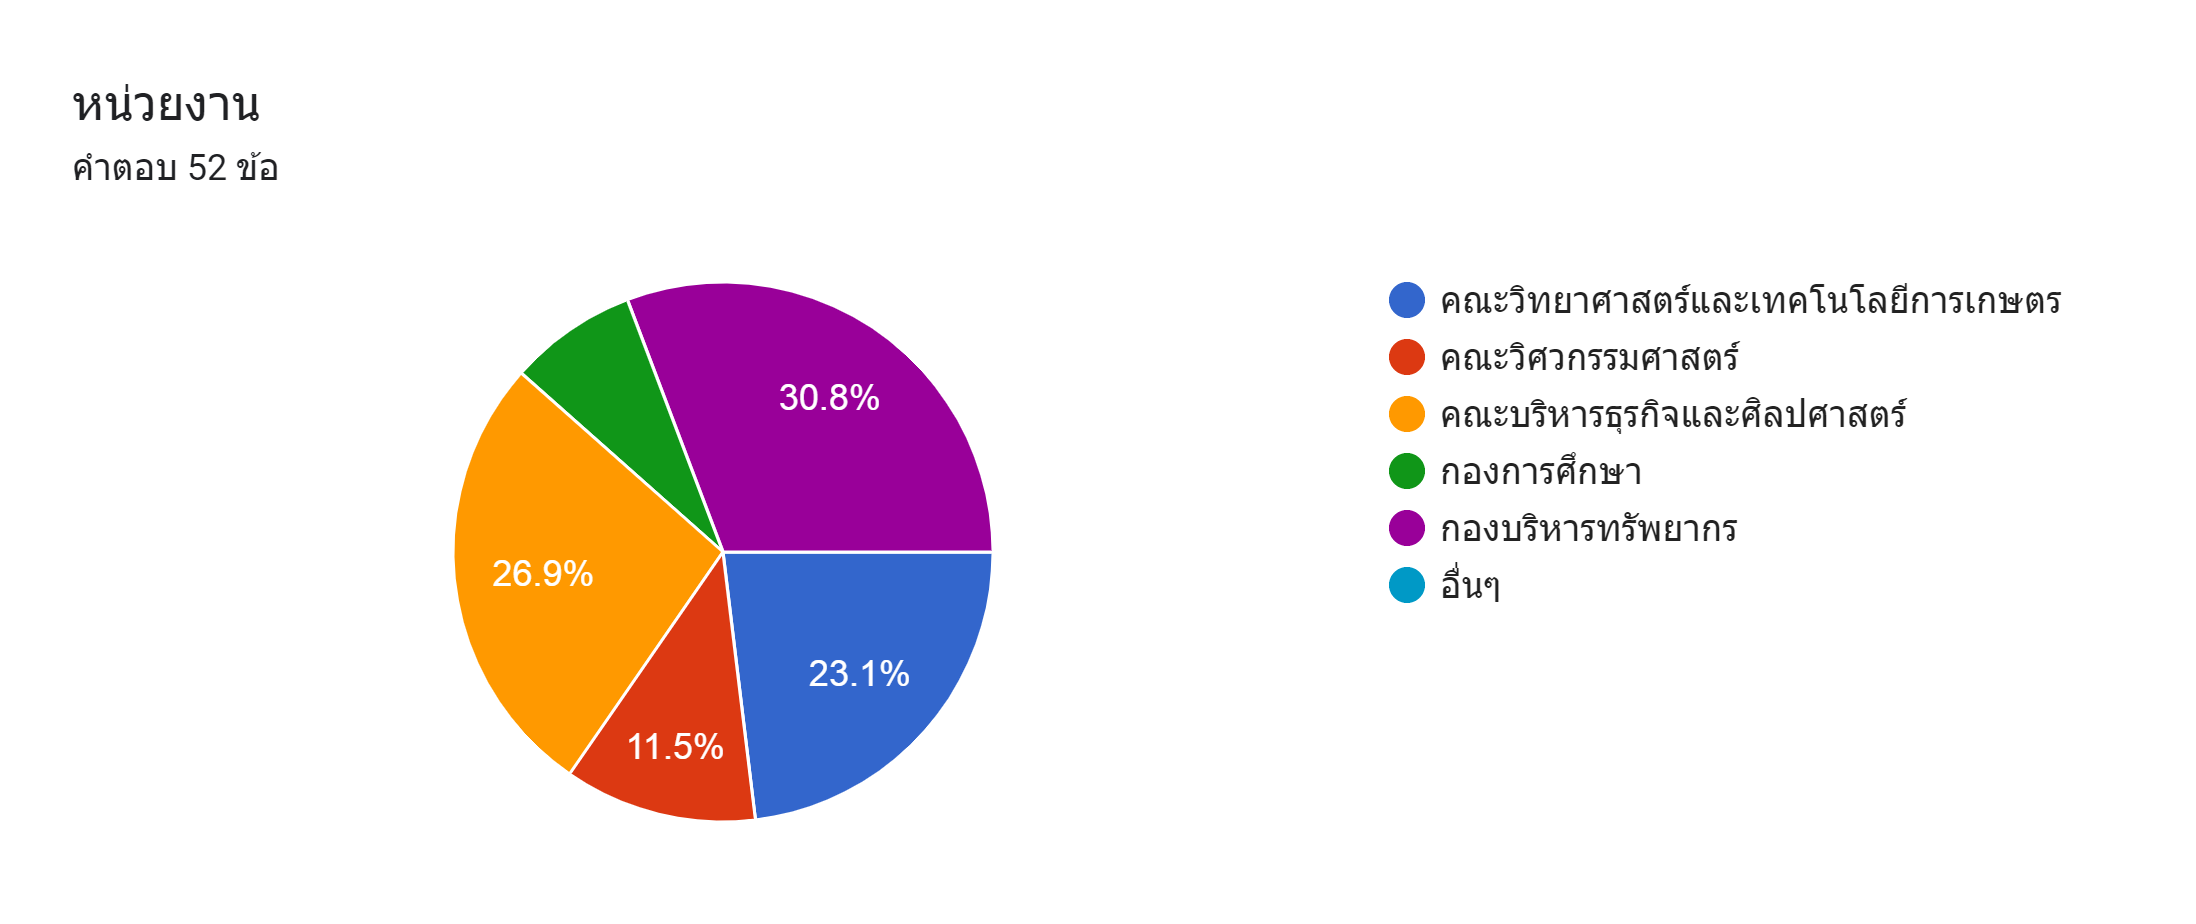 หน่วยงาน
คำตอบ 52 ข้อ
30.8%
26.9%
23.1%
11.5%
คณะวิทยาศาสตร์และเทคโนโลยีการเกษตร
คณะวิศวกรรมศาสตร์
คณะบริหารธุรกิจและศิลปศาสตร์
กองการศึกษา
กองบริหารทรัพยากร
อื่นๆ